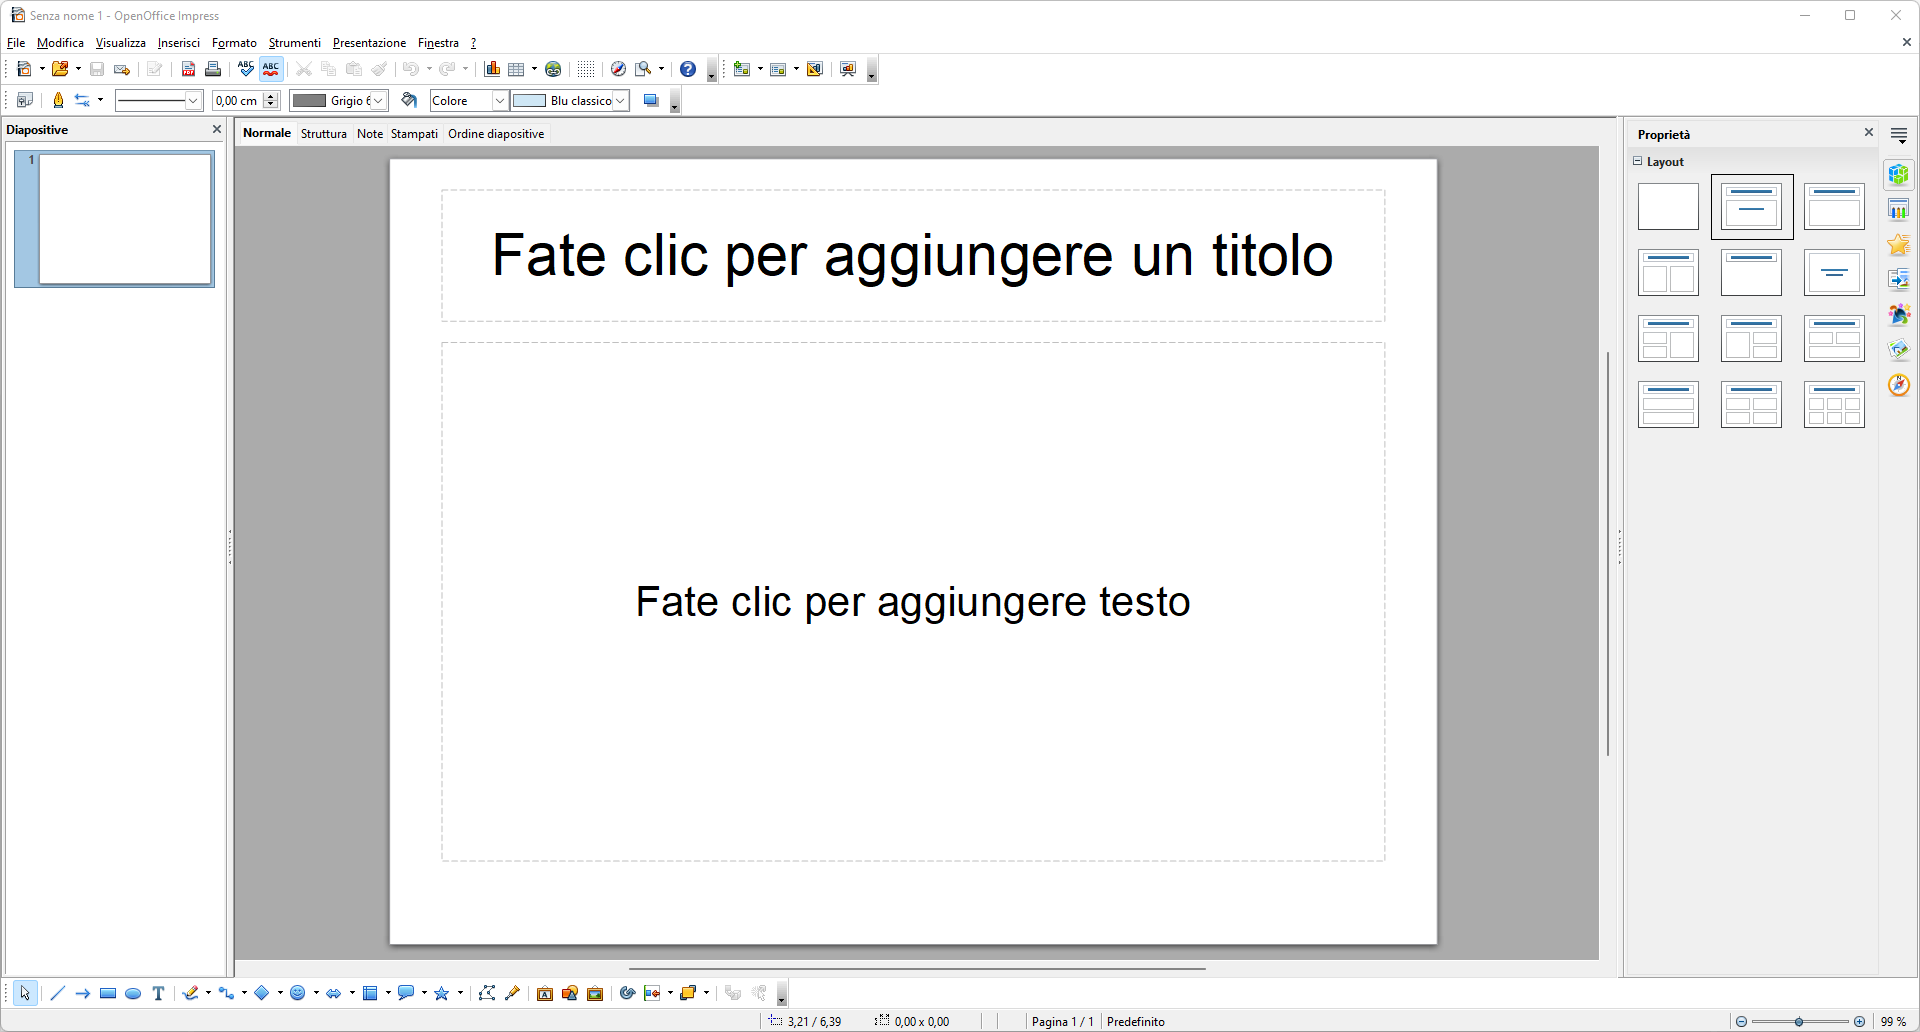 Senza nome 1 - OpenOffice Impress
File Modifica Visualizza Inserisci Formato Strumenti Presentazione Finestra ?
0,00 cm Grigio 6 Colore Blu classico
Diapositive
Normale Struttura Note Stampati Ordine diapositive
Proprietà
Layout
1
Fate clic per aggiungere un titolo
Fate clic per aggiungere testo
3,21 / 6,39 0,00 x 0,00 Pagina 1 / 1 Predefinito 99 %